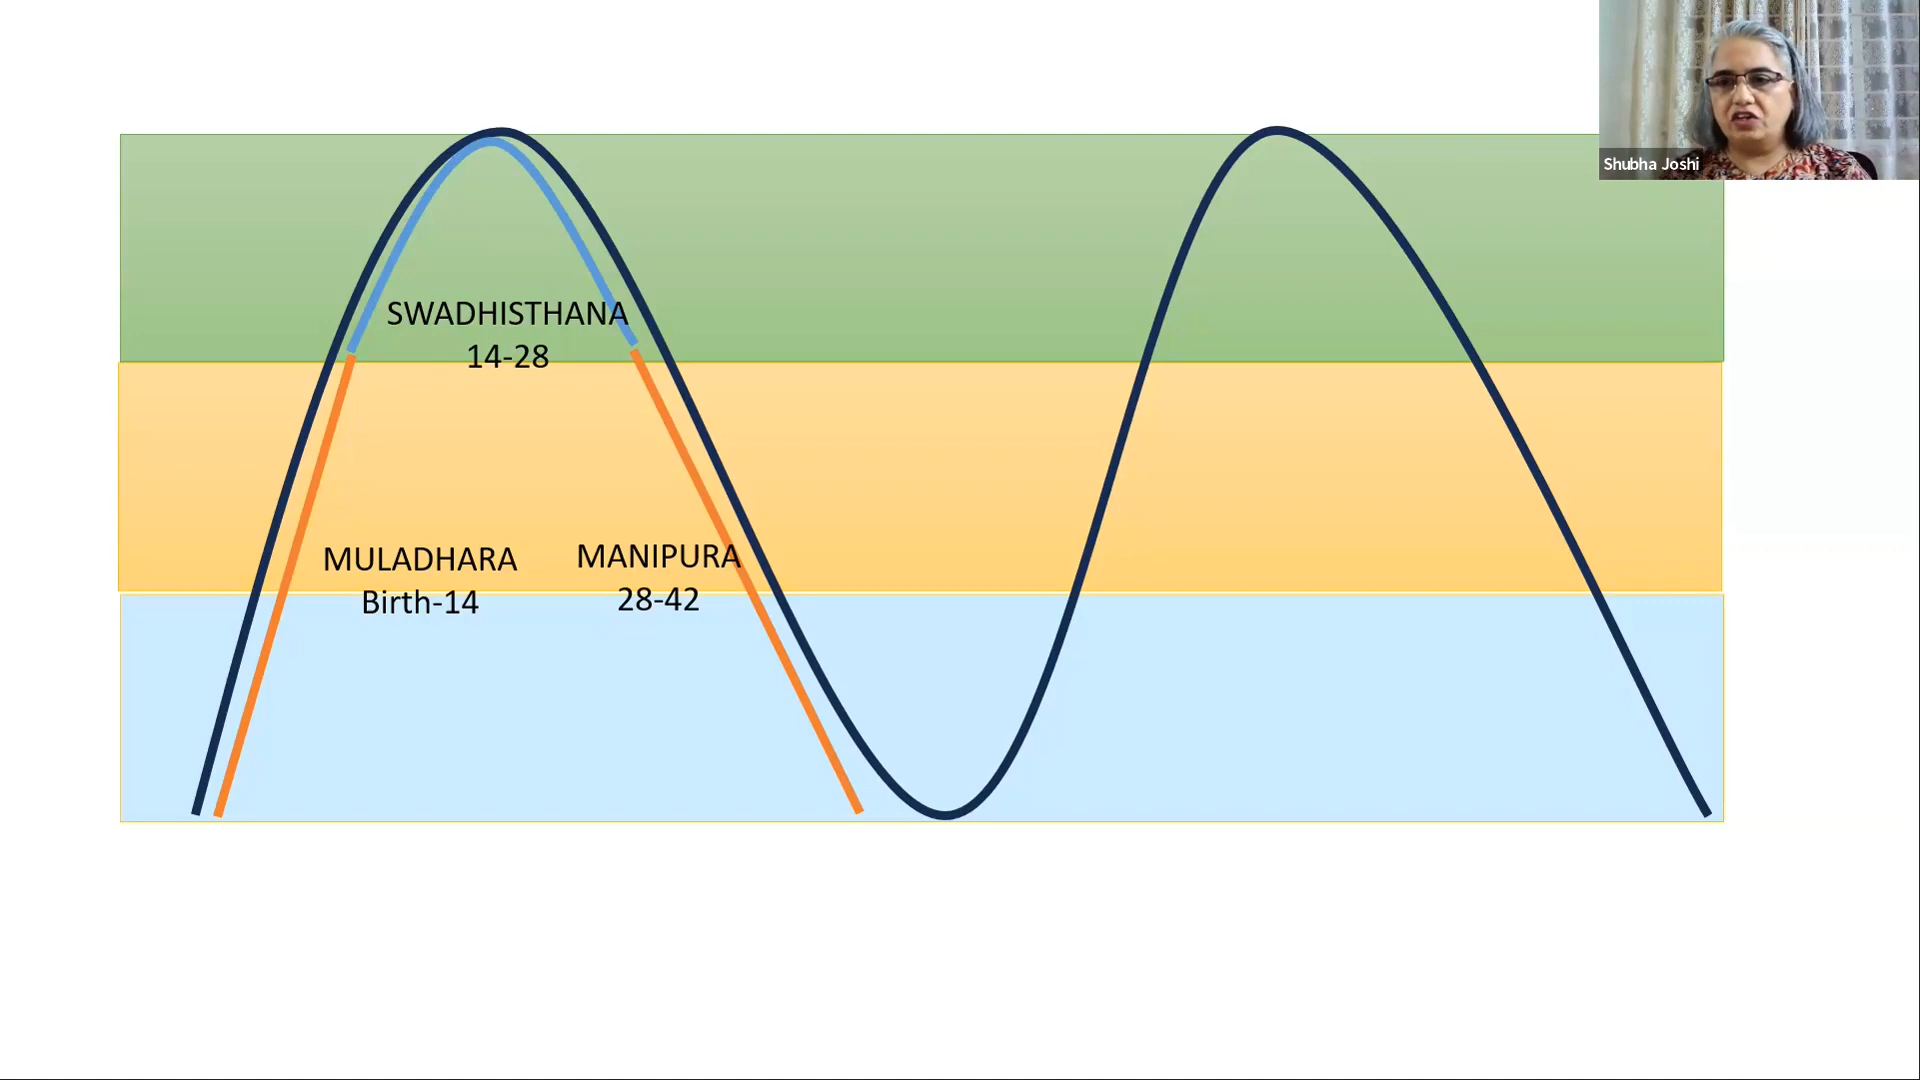 Shubha Joshi
SWADHISTHANA
14-28
MULADHARA
Birth-14
MANIPURA
28-42